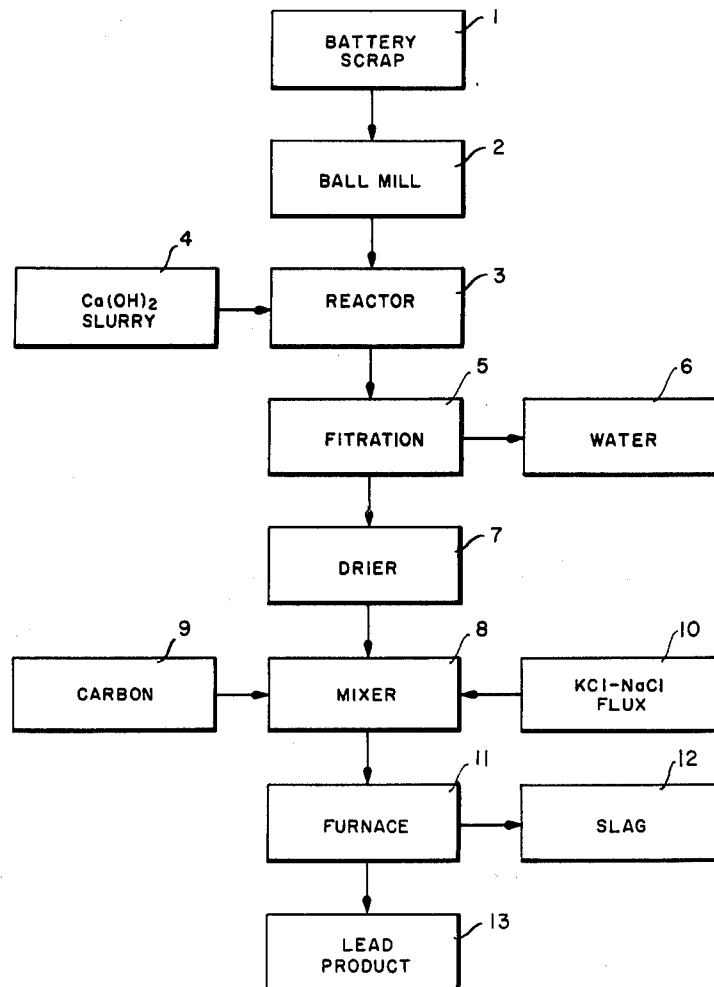 1
BATTERY
SCRAP
2
BALL MILL
4
Ca(OH)2
SLURRY
3
REACTOR
5
FITRATION
6
WATER
7
DRIER
9
CARBON
8
MIXER
10
KCl-NaCl
FLUX
11
FURNACE
12
SLAG
13
LEAD
PRODUCT